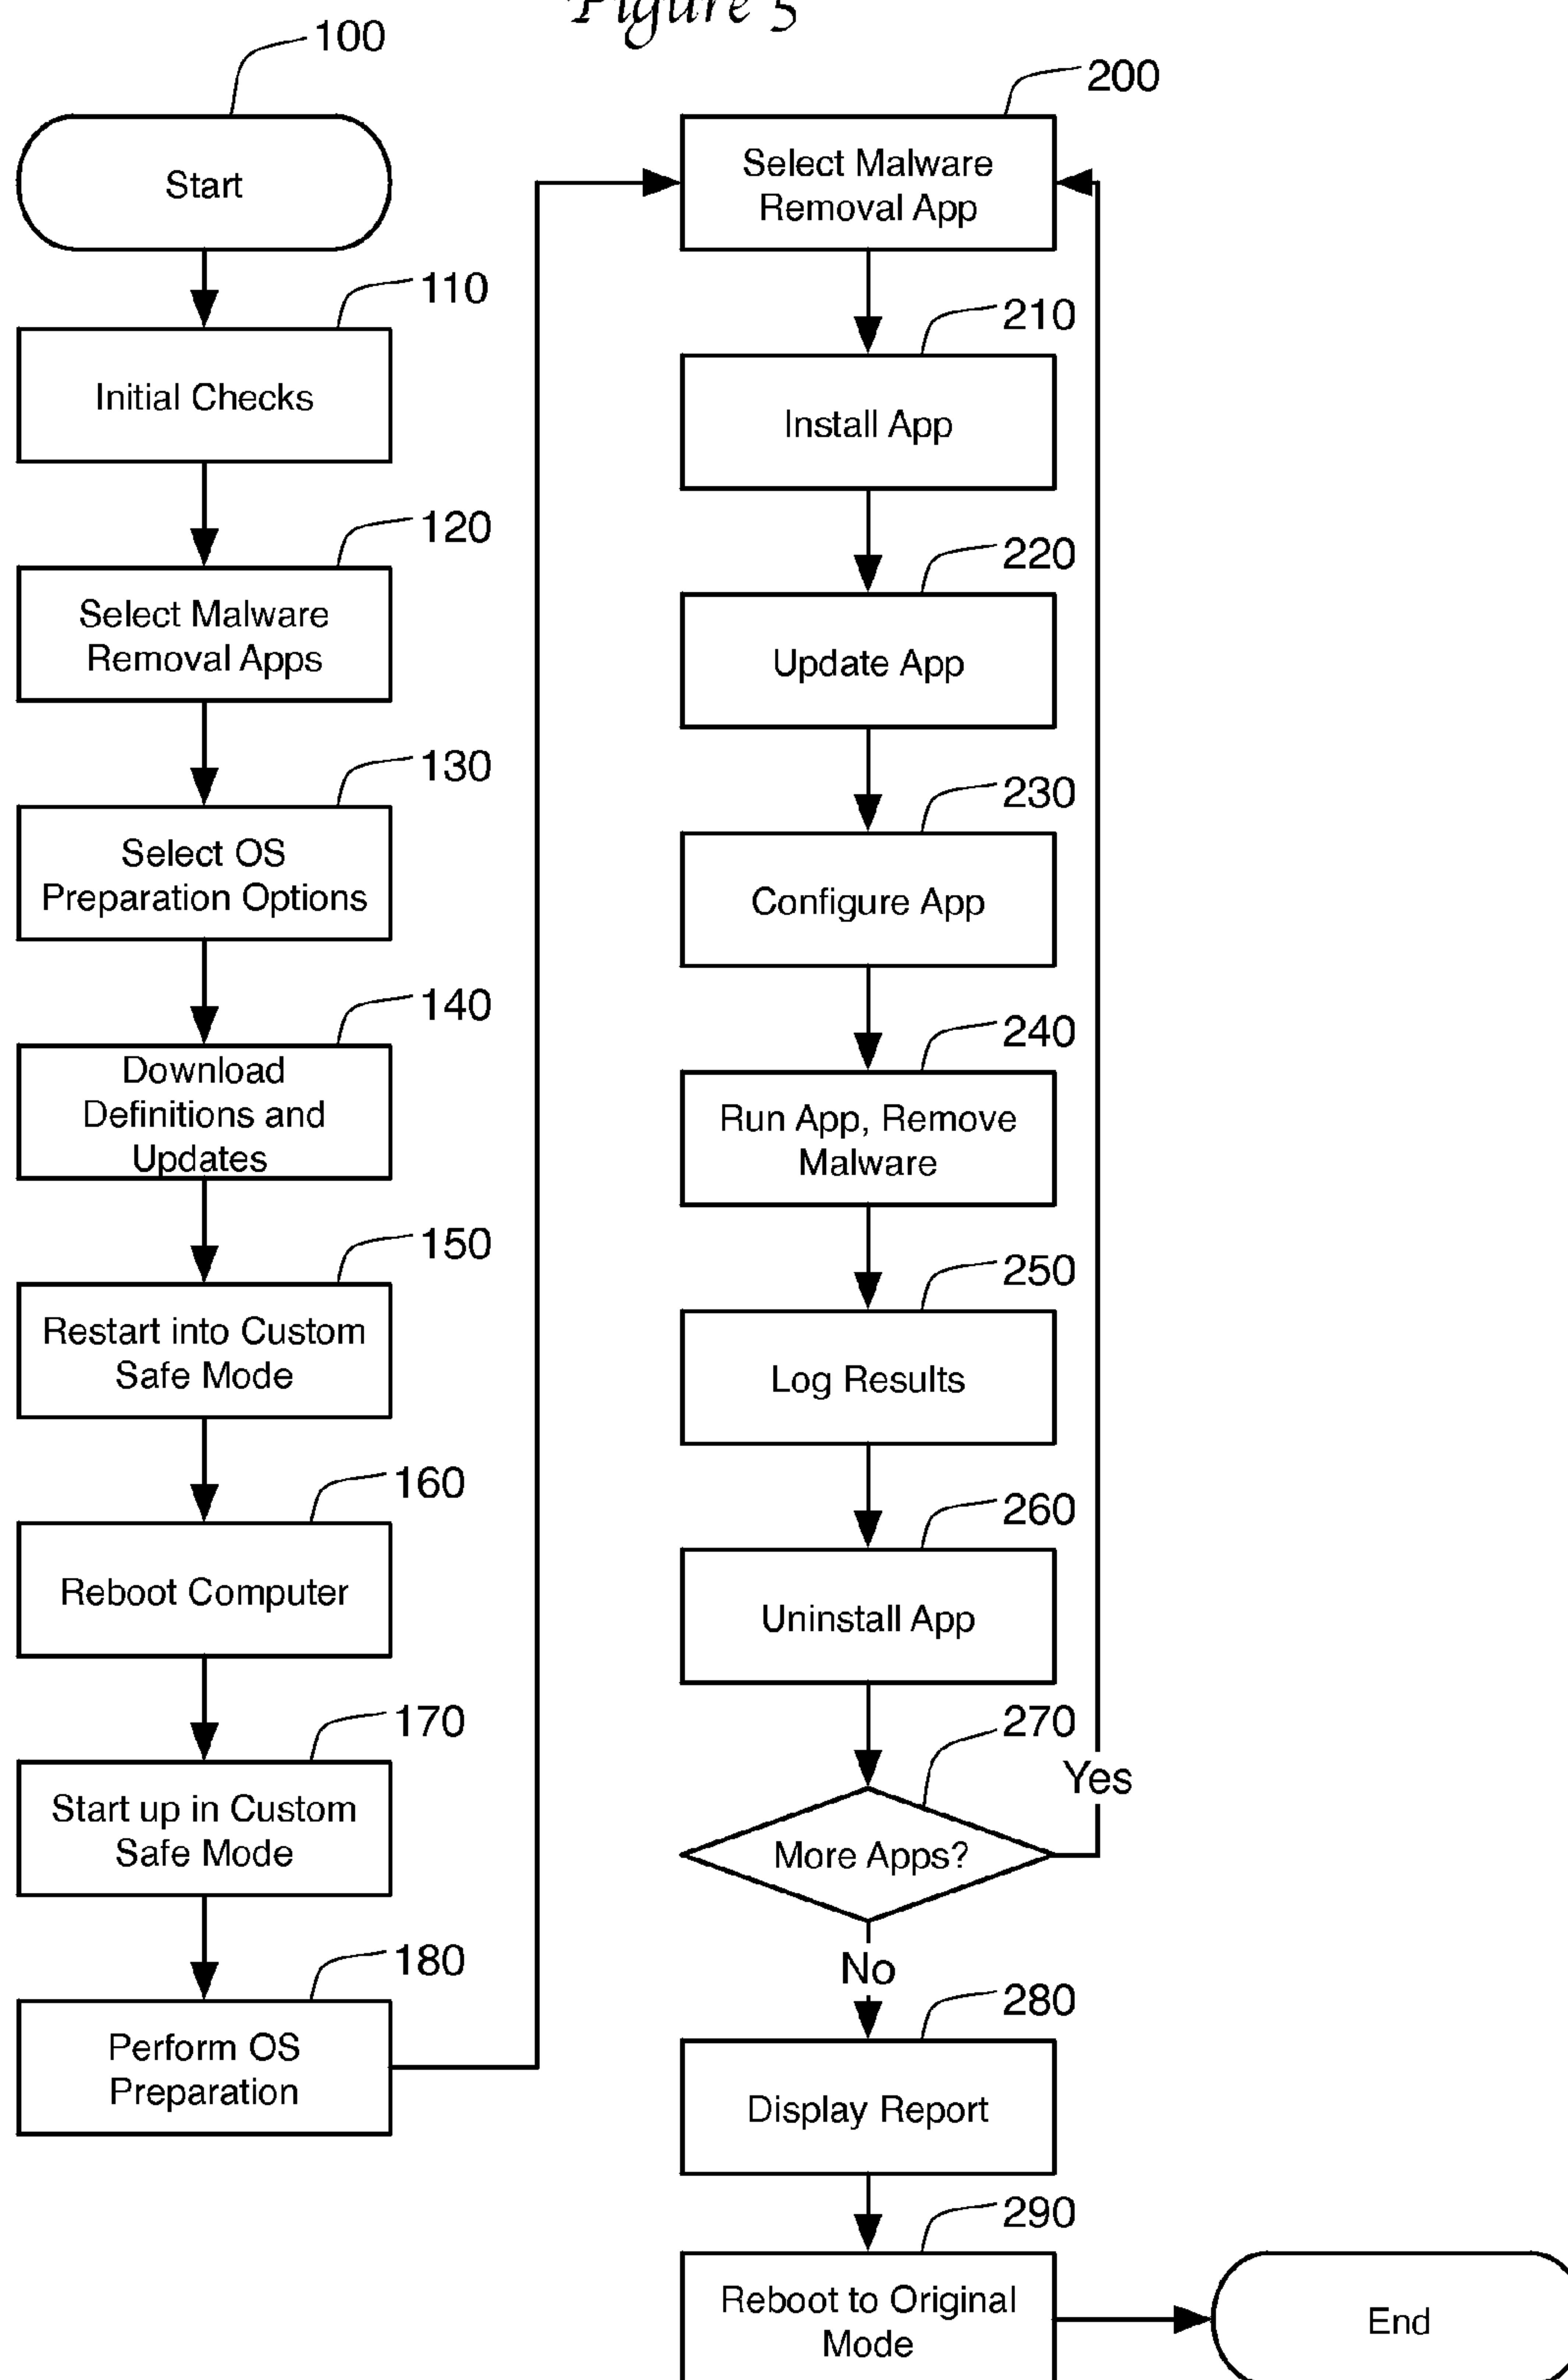 Figure 5
100
Start
110
Initial Checks
120
Select Malware
Removal Apps
130
Select OS
Preparation Options
140
Download
Definitions and
Updates
150
Restart into Custom
Safe Mode
160
Reboot Computer
170
Start up in Custom
Safe Mode
180
Perform OS
Preparation
200
Select Malware
Removal App
210
Install App
220
Update App
230
Configure App
240
Run App, Remove
Malware
250
Log Results
260
Uninstall App
270
More Apps?
Yes
No
280
Display Report
290
Reboot to Original
Mode
End